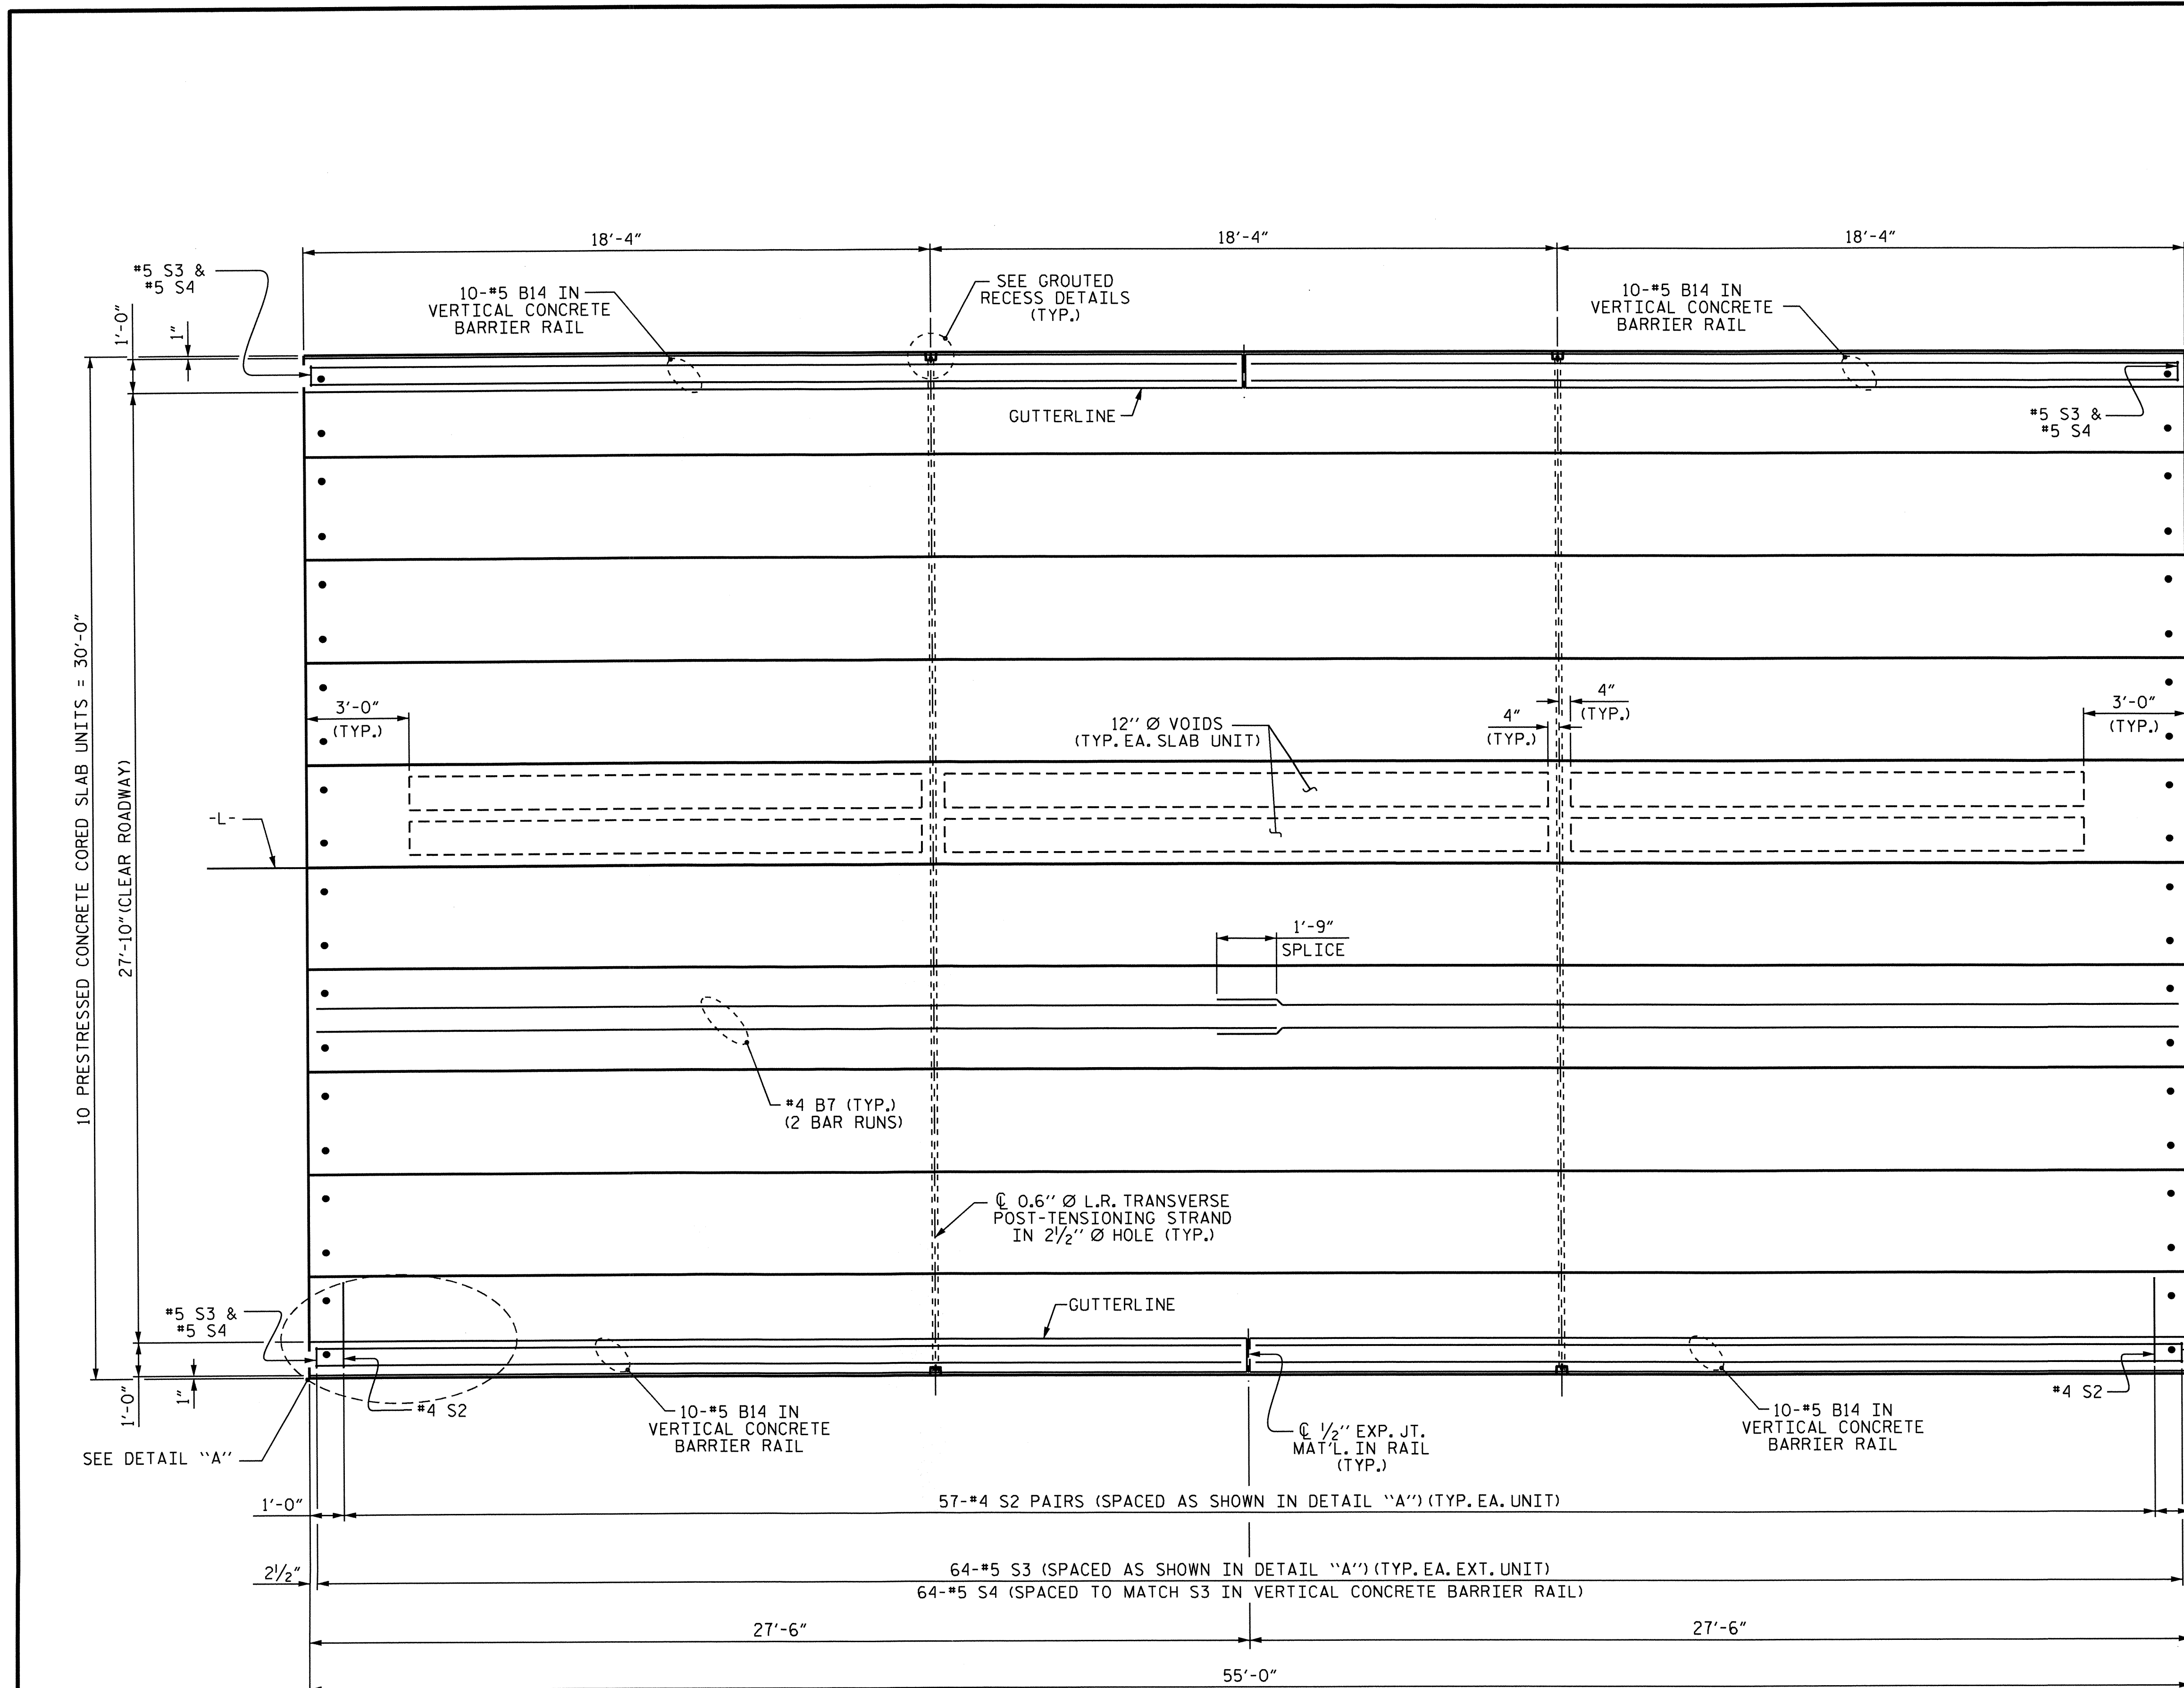 18'-4"
18'-4"
18'-4"
#5 S3 &
#5 S4
1'-0"
1"
10-#5 B14 IN
VERTICAL CONCRETE
BARRIER RAIL
SEE GROUTED
RECESS DETAILS
(TYP.)
10-#5 B14 IN
VERTICAL CONCRETE
BARRIER RAIL
GUTTERLINE
#5 S3 &
#5 S4
10 PRESTRESSED CONCRETE CORED SLAB UNITS = 30'-0"
27'-10" (CLEAR ROADWAY)
3'-0"
(TYP.)
12'' Ø VOIDS
(TYP. EA. SLAB UNIT)
4"
(TYP.)
4"
(TYP.)
3'-0"
(TYP.)
-L-
1'-9"
SPLICE
#4 B7 (TYP.)
(2 BAR RUNS)
℄ 0.6'' Ø L.R. TRANSVERSE
POST-TENSIONING STRAND
IN 2½'' Ø HOLE (TYP.)
#5 S3 &
#5 S4
GUTTERLINE
1'-0"
1"
#4 S2
10-#5 B14 IN
VERTICAL CONCRETE
BARRIER RAIL
℄ ½'' EXP. JT.
MAT'L. IN RAIL
(TYP.)
10-#5 B14 IN
VERTICAL CONCRETE
BARRIER RAIL
#4 S2
SEE DETAIL "A"
1'-0"
57-#4 S2 PAIRS (SPACED AS SHOWN IN DETAIL "A") (TYP. EA. UNIT)
2½"
64-#5 S3 (SPACED AS SHOWN IN DETAIL "A") (TYP. EA. EXT. UNIT)
64-#5 S4 (SPACED TO MATCH S3 IN VERTICAL CONCRETE BARRIER RAIL)
27'-6"
27'-6"
55'-0"